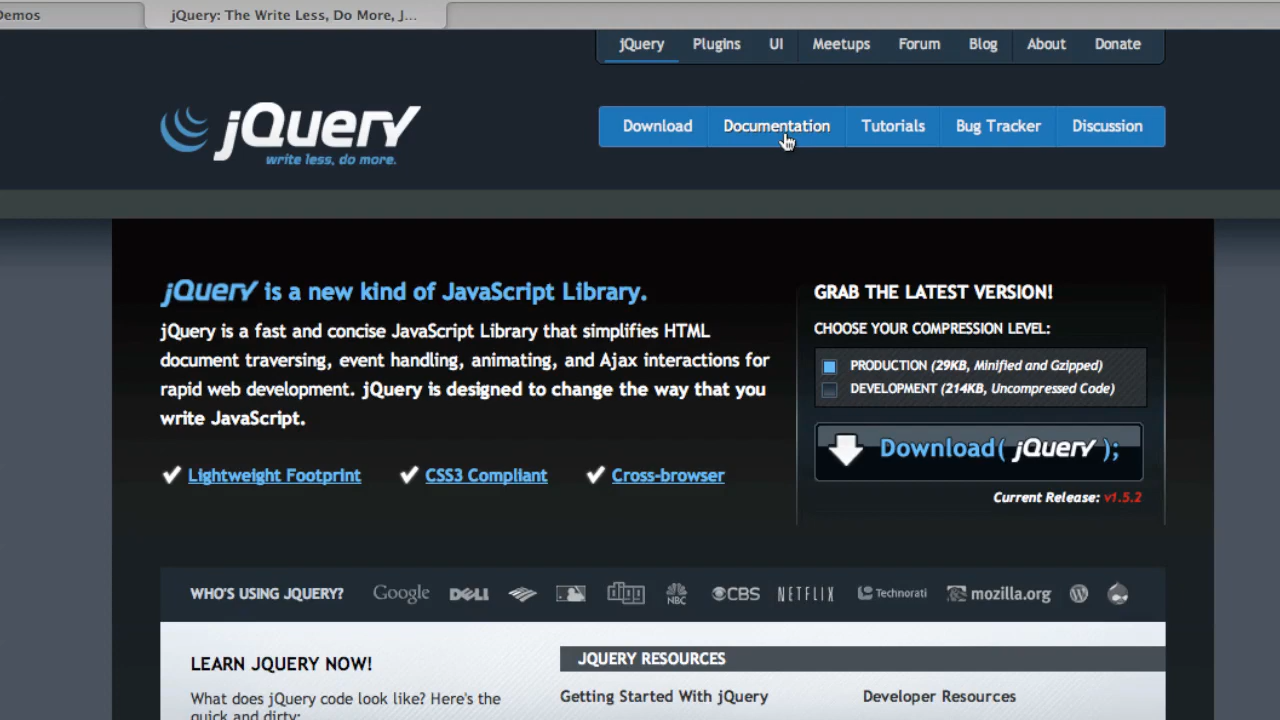 Demos
jQuery: The Write Less, Do More, J...
jQuery Plugins UI Meetups Forum Blog About Donate
jQuery
write less, do more.
Download Documentation Tutorials Bug Tracker Discussion
jQuery is a new kind of JavaScript Library.
jQuery is a fast and concise JavaScript Library that simplifies HTML
document traversing, event handling, animating, and Ajax interactions for
rapid web development. jQuery is designed to change the way that you
write JavaScript.
Lightweight Footprint CSS3 Compliant Cross-browser
GRAB THE LATEST VERSION!
CHOOSE YOUR COMPRESSION LEVEL:
PRODUCTION (29KB, Minified and Gzipped)
DEVELOPMENT (214KB, Uncompressed Code)
Download( jQuery );
Current Release: v1.5.2
WHO'S USING JQUERY? Google DELL NBC CBS NETFLIX Technorati mozilla.org
LEARN JQUERY NOW!
What does jQuery code look like? Here's the
quick and dirty:
JQUERY RESOURCES
Getting Started With jQuery Developer Resources